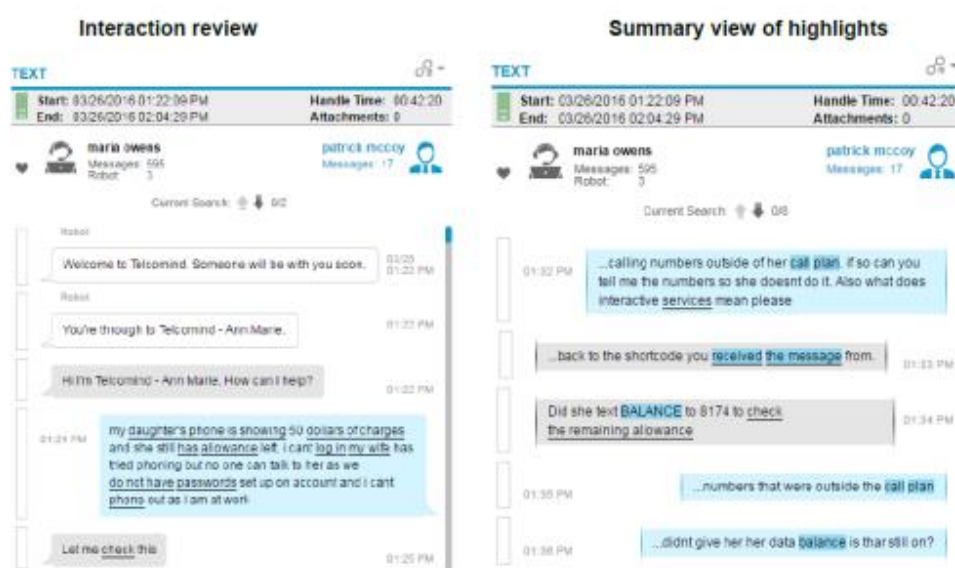 Interaction review
TEXT
Start: 03/26/2016 01:22:09 PM
Handle Time: 00:42:20
End: 03/26/2016 02:04:29 PM
Attachments: 0
maria owens
Messages: 595
Robot: 3
patrick mccoy
Messages: 17
Current Search: 0/2
Robot
Welcome to Telcomind. Someone will be with you soon.
03/26
01:22 PM
Robot
You're through to Telcomind - Ann Marie.
01:22 PM
Hi I'm Telcomind - Ann Marie. How can I help?
01:22 PM
01:24 PM
my daughter's phone is showing 50 dollars of charges
and she still has allowance left. i cant log in my wife has
tried phoning but no one can talk to her as we
do not have passwords set up on account and i cant
phone out as i am at work
Let me check this
01:25 PM
Summary view of highlights
TEXT
Start: 03/26/2016 01:22:09 PM
Handle Time: 00:42:20
End: 03/26/2016 02:04:29 PM
Attachments: 0
maria owens
Messages: 595
Robot: 3
patrick mccoy
Messages: 17
Current Search: 0/8
01:32 PM
...calling numbers outside of her call plan. if so can you
tell me the numbers so she doesnt do it. Also what does
interactive services mean please
...back to the shortcode you received the message from.
01:33 PM
Did she text BALANCE to 8174 to check
the remaining allowance
01:34 PM
01:35 PM
...numbers that were outside the call plan
01:36 PM
...didnt give her her data balance is thar still on?